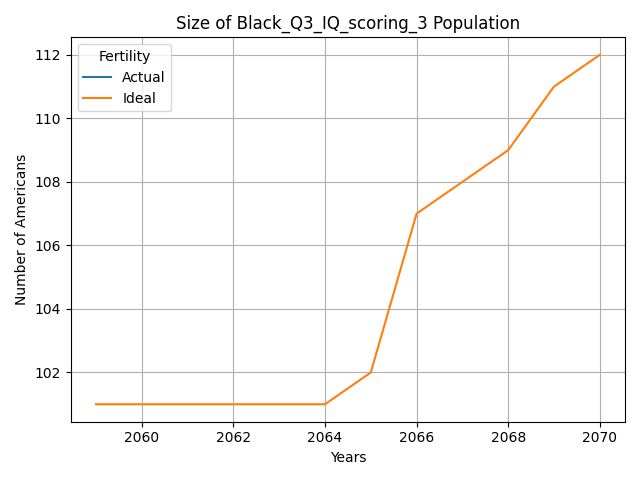 Size of Black_Q3_IQ_scoring_3 Population
Fertility
Actual
Ideal
Number of Americans
112
110
108
106
104
102
2060 2062 2064 2066 2068 2070
Years